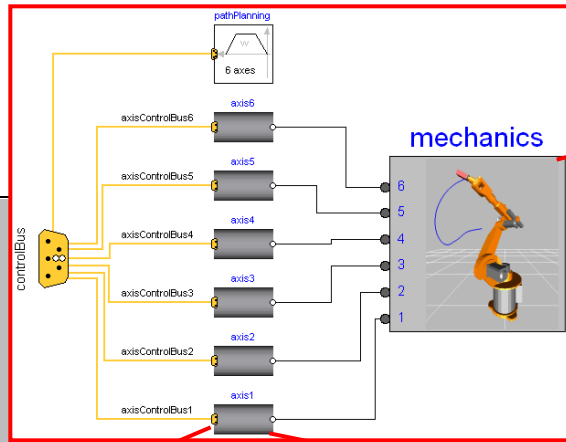 pathPlanning
w
6 axes
axis6
axisControlBus6
mechanics
axis5
axisControlBus5
6
5
axis4
axisControlBus4
4
controlBus
axis3
axisControlBus3
3
2
axis2
axisControlBus2
1
axis1
axisControlBus1